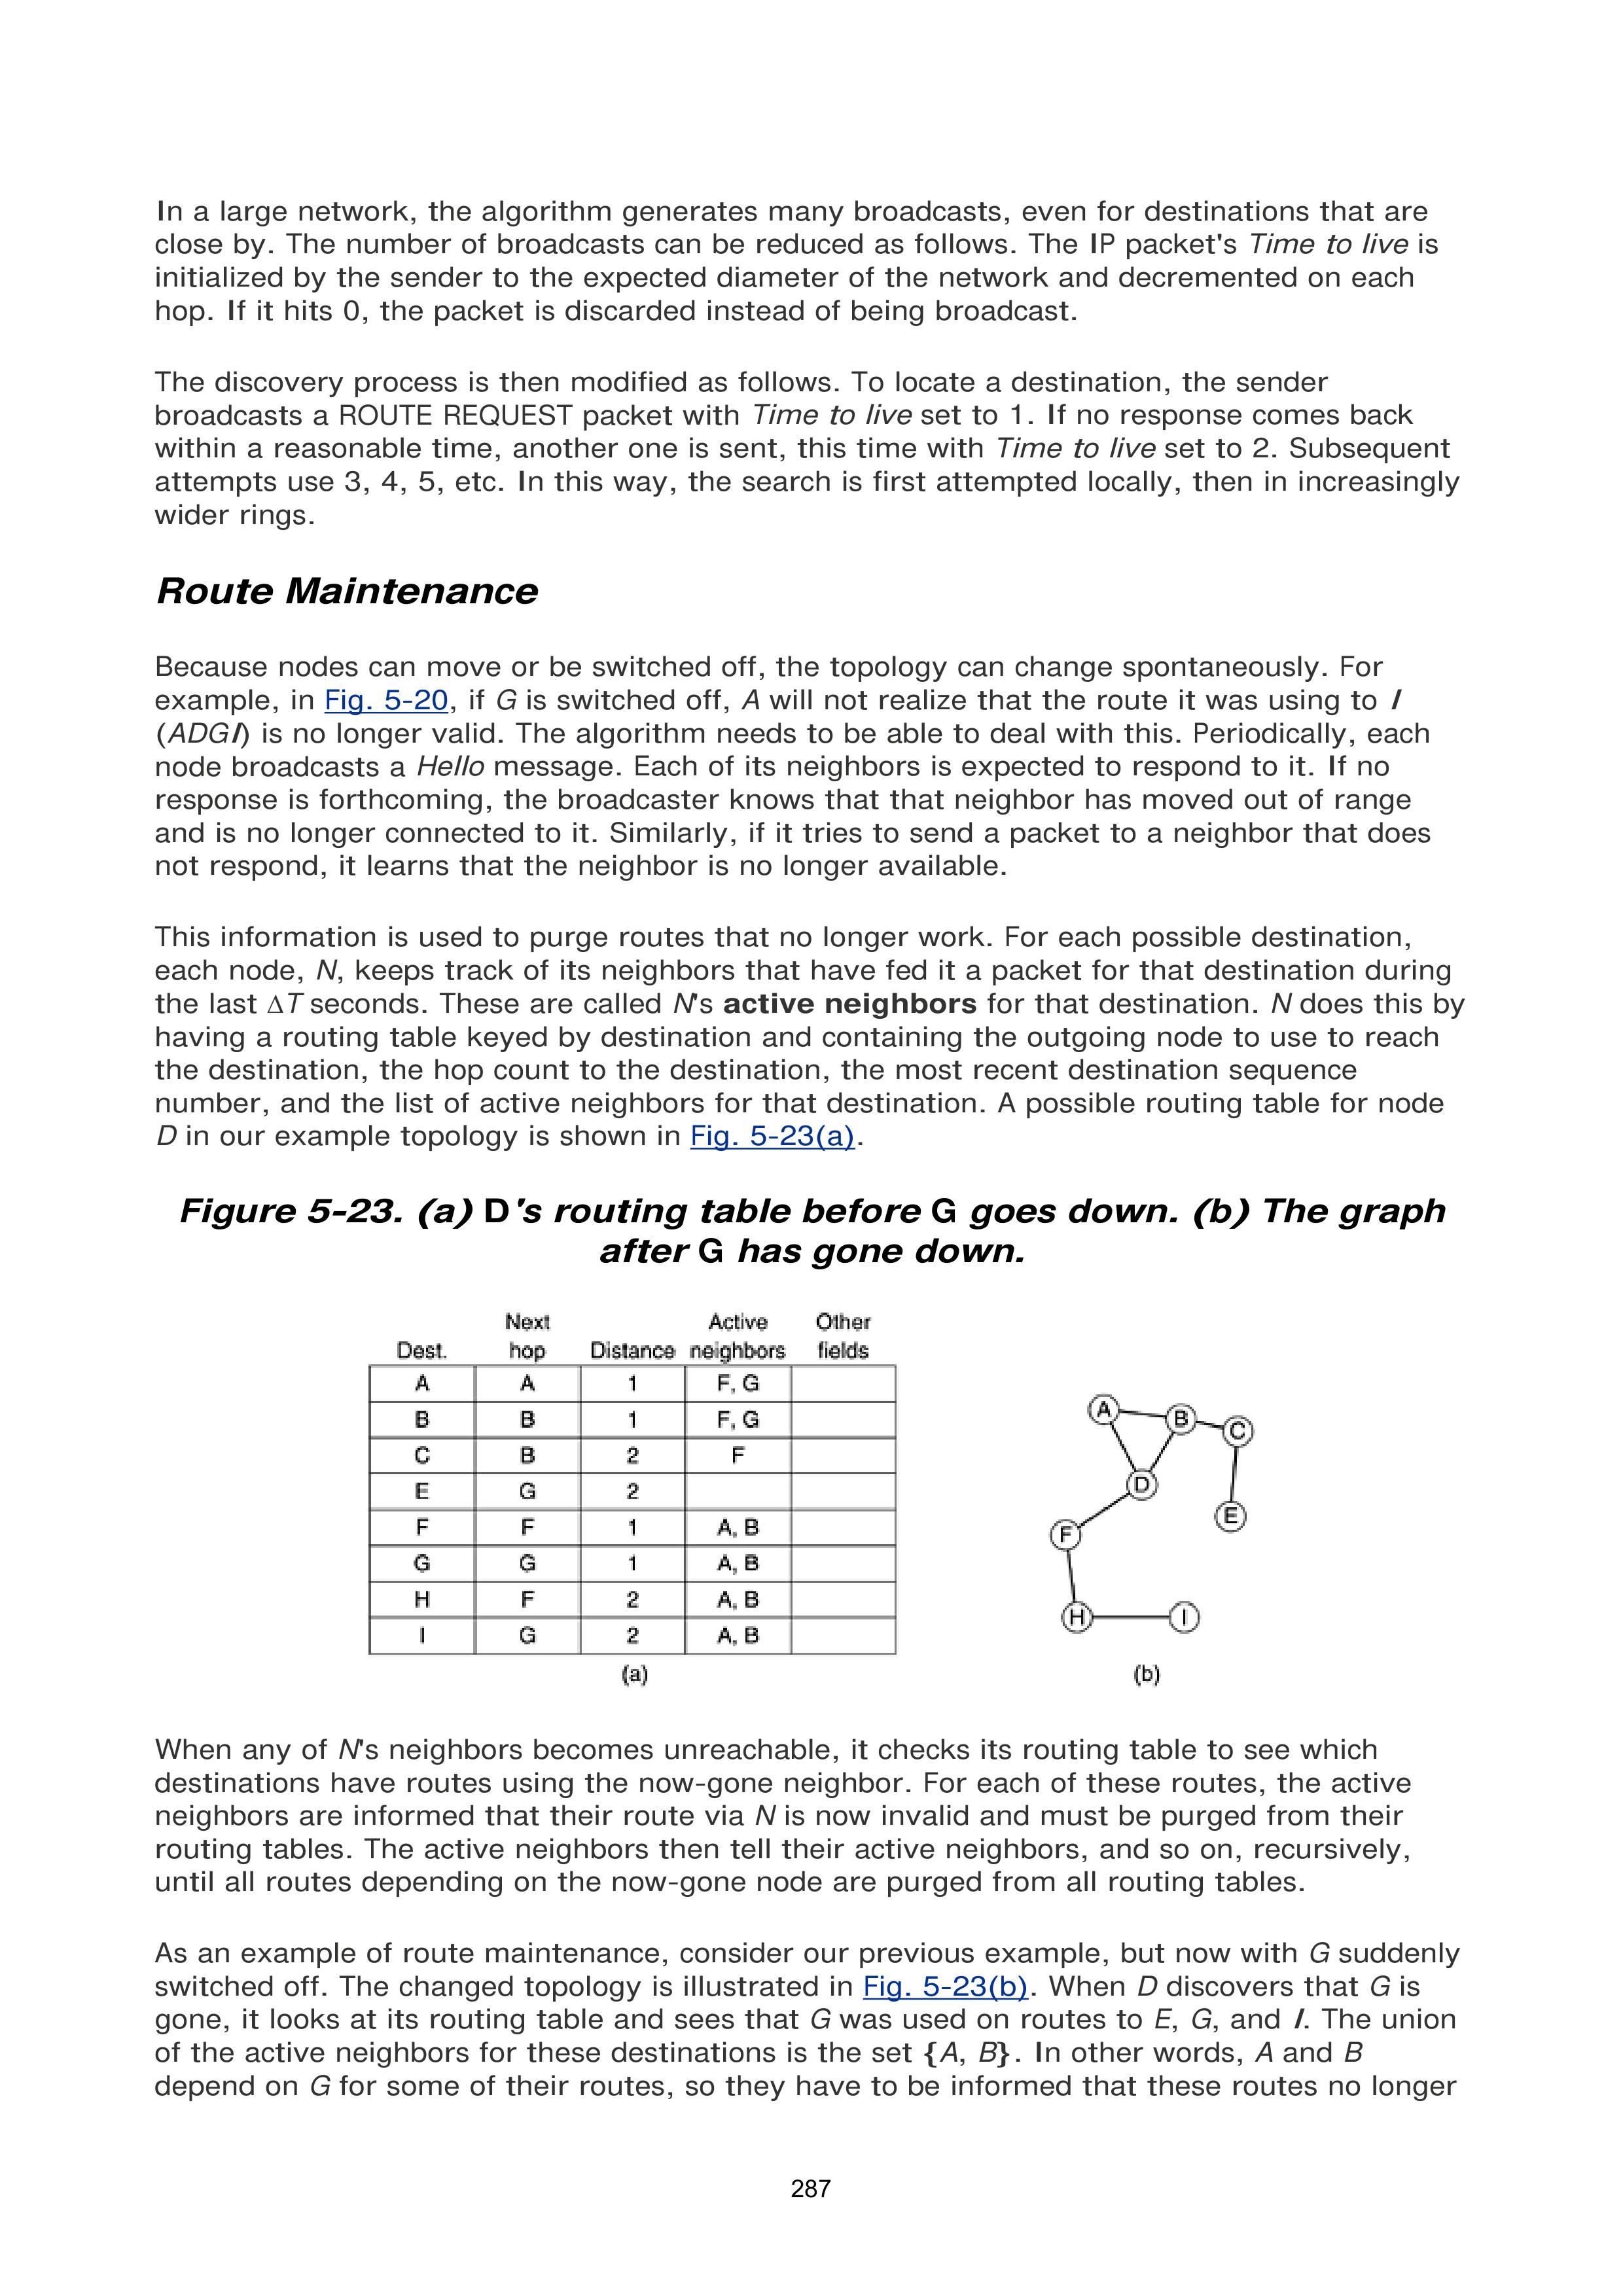 In a large network, the algorithm generates many broadcasts, even for destinations that are
close by. The number of broadcasts can be reduced as follows. The IP packet's Time to live is
initialized by the sender to the expected diameter of the network and decremented on each
hop. If it hits 0, the packet is discarded instead of being broadcast.
The discovery process is then modified as follows. To locate a destination, the sender
broadcasts a ROUTE REQUEST packet with Time to live set to 1. If no response comes back
within a reasonable time, another one is sent, this time with Time to live set to 2. Subsequent
attempts use 3, 4, 5, etc. In this way, the search is first attempted locally, then in increasingly
wider rings.
Route Maintenance
Because nodes can move or be switched off, the topology can change spontaneously. For
example, in Fig. 5-20, if G is switched off, A will not realize that the route it was using to I
(ADGI) is no longer valid. The algorithm needs to be able to deal with this. Periodically, each
node broadcasts a Hello message. Each of its neighbors is expected to respond to it. If no
response is forthcoming, the broadcaster knows that that neighbor has moved out of range
and is no longer connected to it. Similarly, if it tries to send a packet to a neighbor that does
not respond, it learns that the neighbor is no longer available.
This information is used to purge routes that no longer work. For each possible destination,
each node, N, keeps track of its neighbors that have fed it a packet for that destination during
the last ΔT seconds. These are called N's active neighbors for that destination. N does this by
having a routing table keyed by destination and containing the outgoing node to use to reach
the destination, the hop count to the destination, the most recent destination sequence
number, and the list of active neighbors for that destination. A possible routing table for node
D in our example topology is shown in Fig. 5-23(a).
Figure 5-23. (a) D's routing table before G goes down. (b) The graph
after G has gone down.
Next Active Other
Dest. hop Distance neighbors fields
A A 1 F, G
B B 1 F, G
C B 2 F
E G 2
F F 1 A, B
G G 1 A, B
H F 2 A, B
I G 2 A, B
(a)
A B C
D
E
F
H I
(b)
When any of N's neighbors becomes unreachable, it checks its routing table to see which
destinations have routes using the now-gone neighbor. For each of these routes, the active
neighbors are informed that their route via N is now invalid and must be purged from their
routing tables. The active neighbors then tell their active neighbors, and so on, recursively,
until all routes depending on the now-gone node are purged from all routing tables.
As an example of route maintenance, consider our previous example, but now with G suddenly
switched off. The changed topology is illustrated in Fig. 5-23(b). When D discovers that G is
gone, it looks at its routing table and sees that G was used on routes to E, G, and I. The union
of the active neighbors for these destinations is the set {A, B}. In other words, A and B
depend on G for some of their routes, so they have to be informed that these routes no longer
287